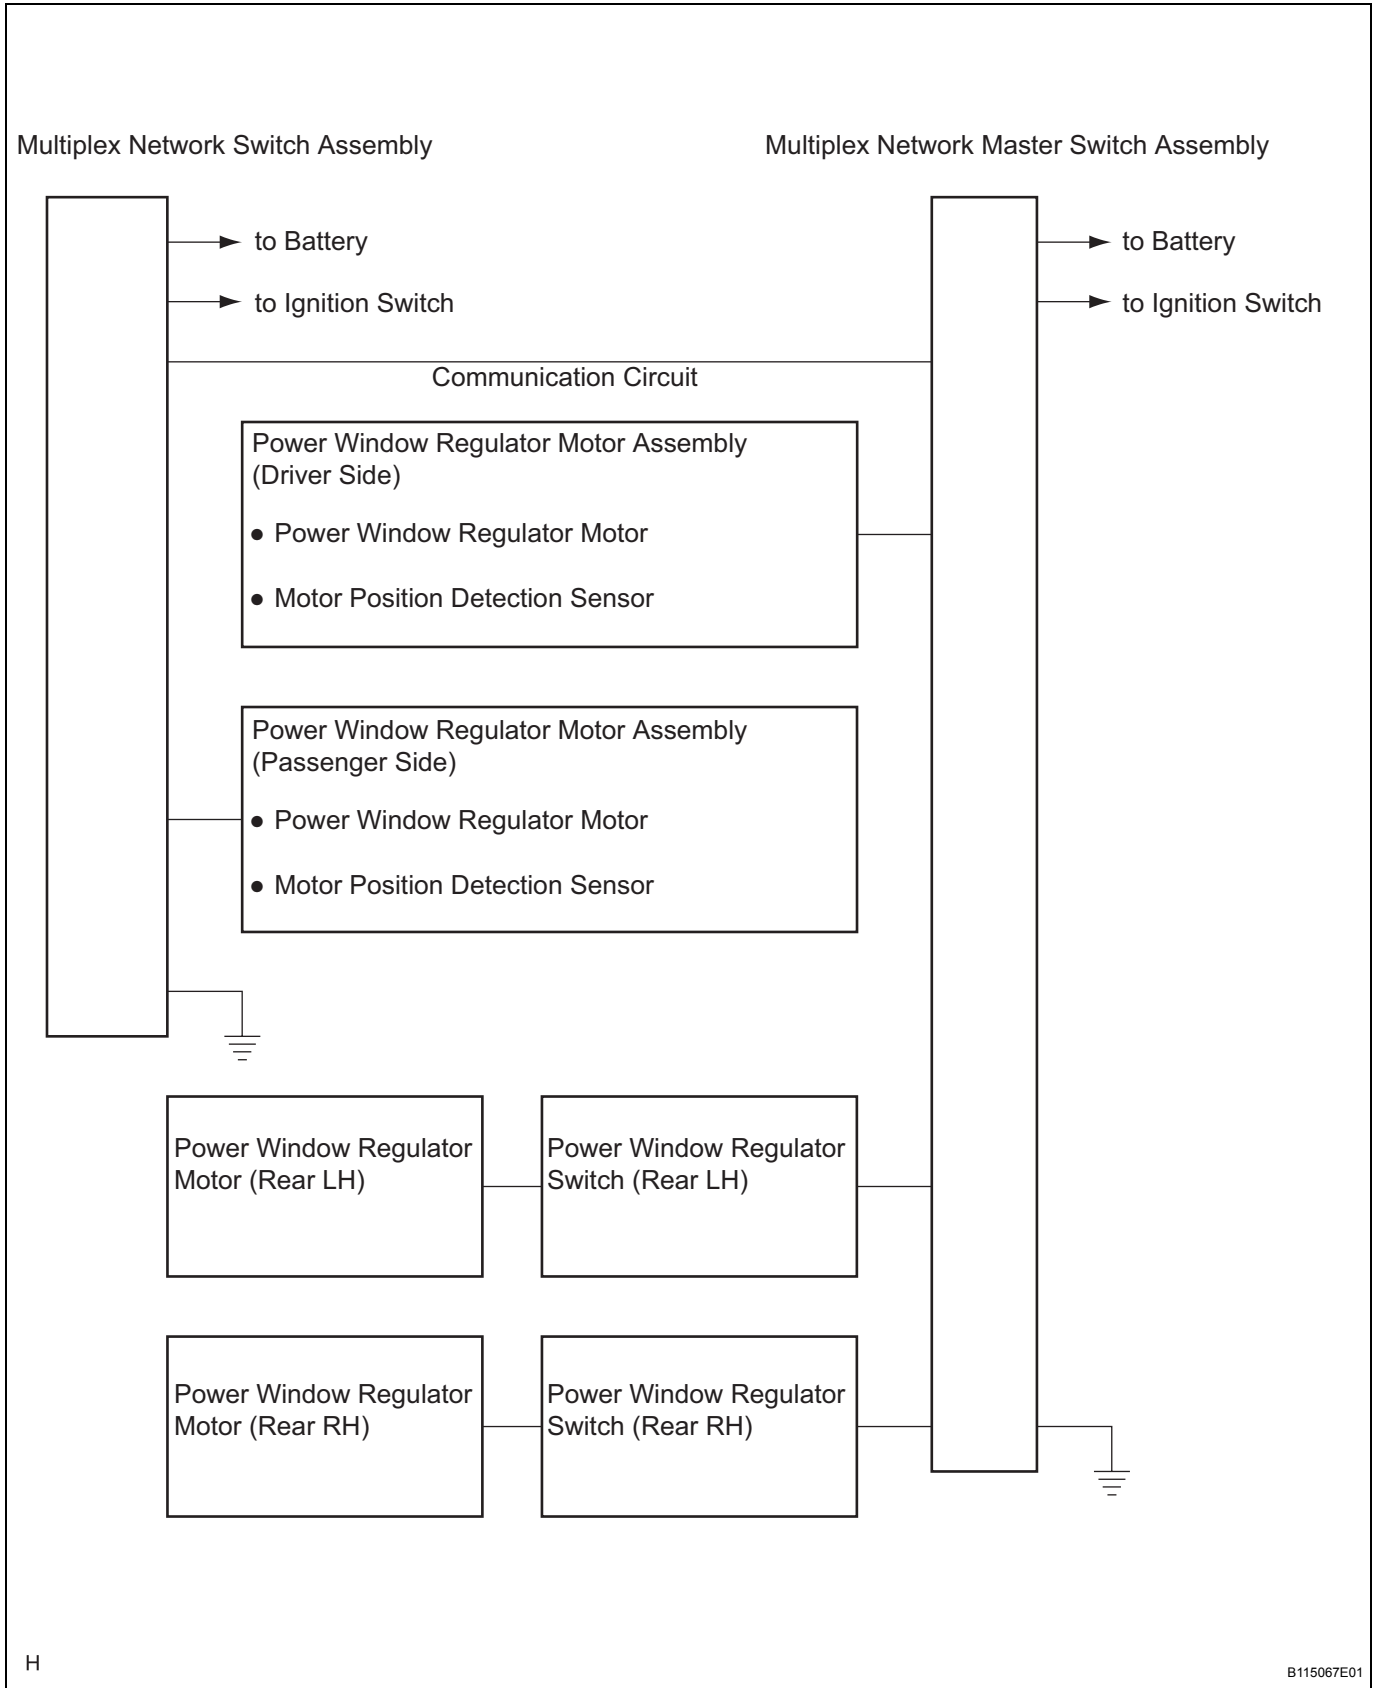 Multiplex Network Switch Assembly
Multiplex Network Master Switch Assembly
to Battery
to Battery
to Ignition Switch
to Ignition Switch
Communication Circuit
Power Window Regulator Motor Assembly
(Driver Side)
● Power Window Regulator Motor
● Motor Position Detection Sensor
Power Window Regulator Motor Assembly
(Passenger Side)
● Power Window Regulator Motor
● Motor Position Detection Sensor
Power Window Regulator
Motor (Rear LH)
Power Window Regulator
Switch (Rear LH)
Power Window Regulator
Motor (Rear RH)
Power Window Regulator
Switch (Rear RH)
H
B115067E01